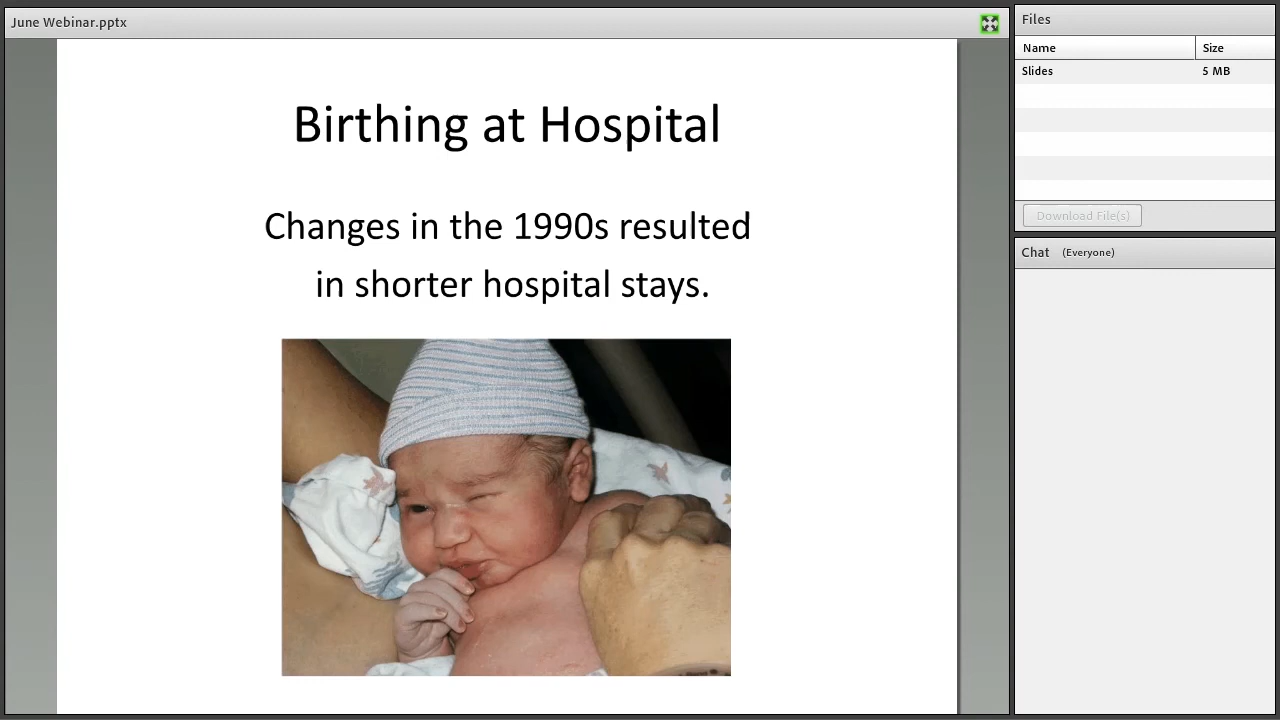 June Webinar.pptx
Birthing at Hospital
Changes in the 1990s resulted
in shorter hospital stays.
Files
Name Size
Slides 5 MB
Download File(s)
Chat (Everyone)